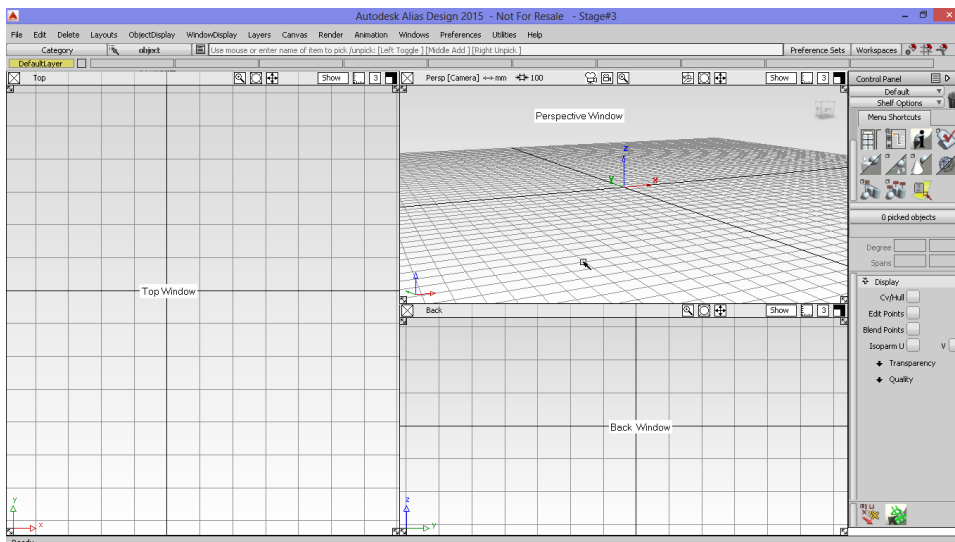 Autodesk Alias Design 2015 - Not For Resale - Stage#3
File Edit Delete Layouts ObjectDisplay WindowDisplay Layers Canvas Render Animation Windows Preferences Utilities Help
Category object Use mouse or enter name of item to pick /unpick: [Left Toggle ] [Middle Add ] [Right Unpick ] Preference Sets Workspaces
DefaultLayer
Top Show 3 Persp [Camera] mm 100 Show 3 Control Panel
Default
Shelf Options
Perspective Window Menu Shortcuts
z
Y x
0 picked objects
Degree
Spans
Display
Top Window Cv/Hull
Back Show 3 Edit Points
Blend Points
Isoparm U V
Transparency
Quality
Back Window
y z
x Y